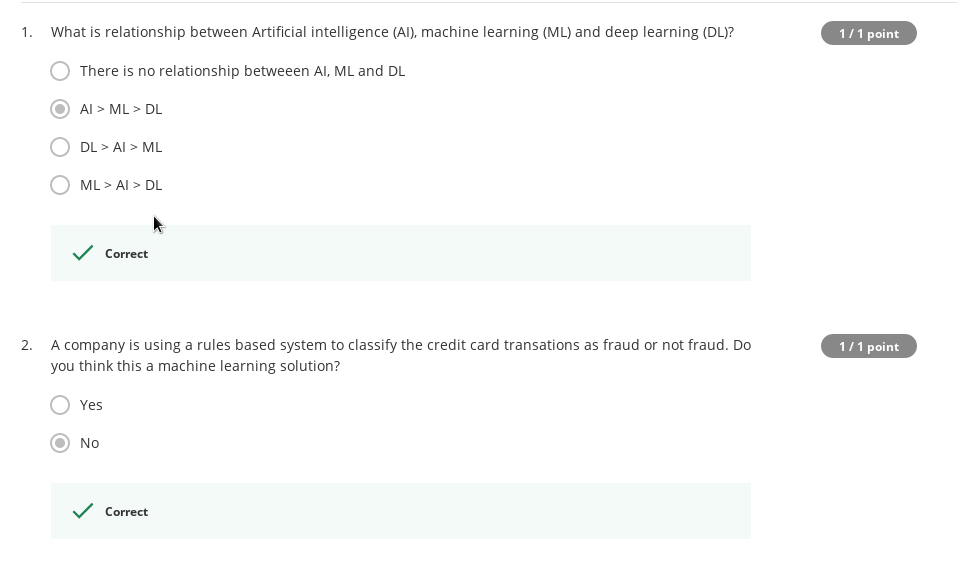 1. What is relationship between Artificial intelligence (AI), machine learning (ML) and deep learning (DL)?
1 / 1 point
There is no relationship betweeen AI, ML and DL
AI > ML > DL
DL > AI > ML
ML > AI > DL
Correct
2. A company is using a rules based system to classify the credit card transations as fraud or not fraud. Do
you think this a machine learning solution?
1 / 1 point
Yes
No
Correct